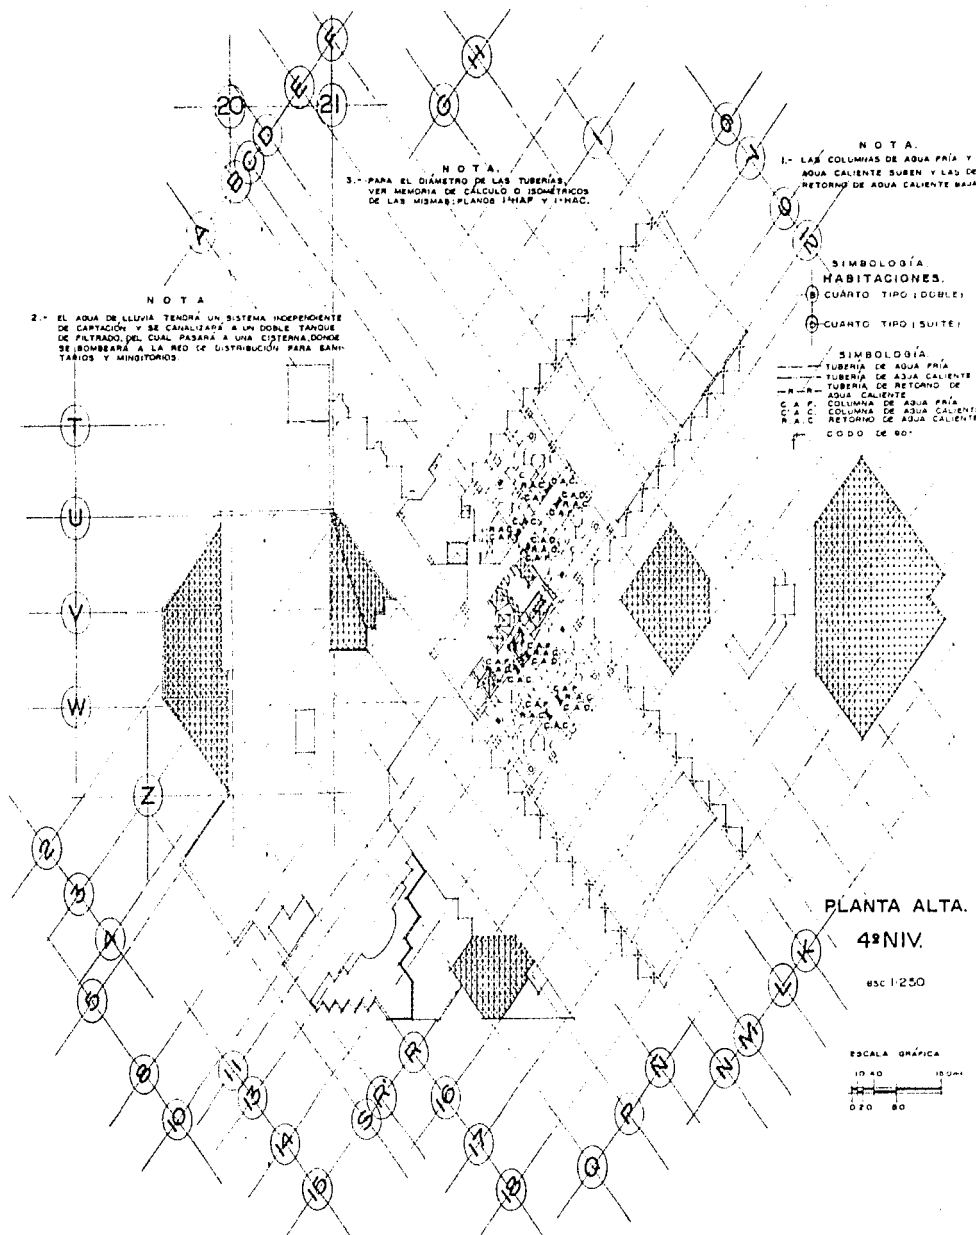 F
E
H
20
21
G
D
C
B
I
6
7
A
9
12
N O T A.
3.- PARA EL DIÁMETRO DE LAS TUBERÍAS,
VER MEMORIA DE CÁLCULO O ISOMÉTRICOS
DE LAS MISMAS; PLANOS
N O T A.
1.- LAS COLUMNAS DE AGUA FRÍA Y
AGUA CALIENTE SUBEN Y LAS DE
RETORNO DE AGUA CALIENTE BAJA
SIMBOLOGÍA.
HABITACIONES.
B CUARTO TIPO (DOBLE)
CUARTO TIPO (SUITE)
N O T A
2.- EL AGUA DE LLUVIA TENDRÁ UN SISTEMA INDEPENDIENTE
DE CAPTACIÓN Y SE CANALIZARÁ A UN DOBLE TANQUE
DE FILTRADO, DEL CUAL PASARÁ A UNA CISTERNA, DONDE
SE BOMBEARÁ A LA RED DE DISTRIBUCIÓN PARA SANI-
TARIOS Y MINGITORIOS.
SIMBOLOGÍA.
TUBERÍA DE AGUA FRÍA
TUBERÍA DE AGUA CALIENTE
-R-R- TUBERÍA DE RETORNO DE
AGUA CALIENTE
C.A.F. COLUMNA DE AGUA FRÍA
C.A.C. COLUMNA DE AGUA CALIENTE
R.A.C. RETORNO DE AGUA CALIENTE
CODO DE 90°
T
U
V
W
Z
R.A.C.
C.A.C.
C.A.F.
C.A.C.
R.A.C.
C.A.F.
C.A.C.
R.A.C.
C.A.F.
C.A.C.
R.A.C.
C.A.F.
C.A.F.
R.A.C.
C.A.C.
C.A.F.
C.A.C.
C.A.F.
R.A.C.
C.A.C.
C.A.F.
R.A.C.
C.A.C.
2
3
4
6
8
10
11
13
14
15
S
R'
R
16
17
18
Q
P
Ñ
N
M
L
K
PLANTA ALTA.
4º NIV.
ESC 1:250
ESCALA GRÁFICA